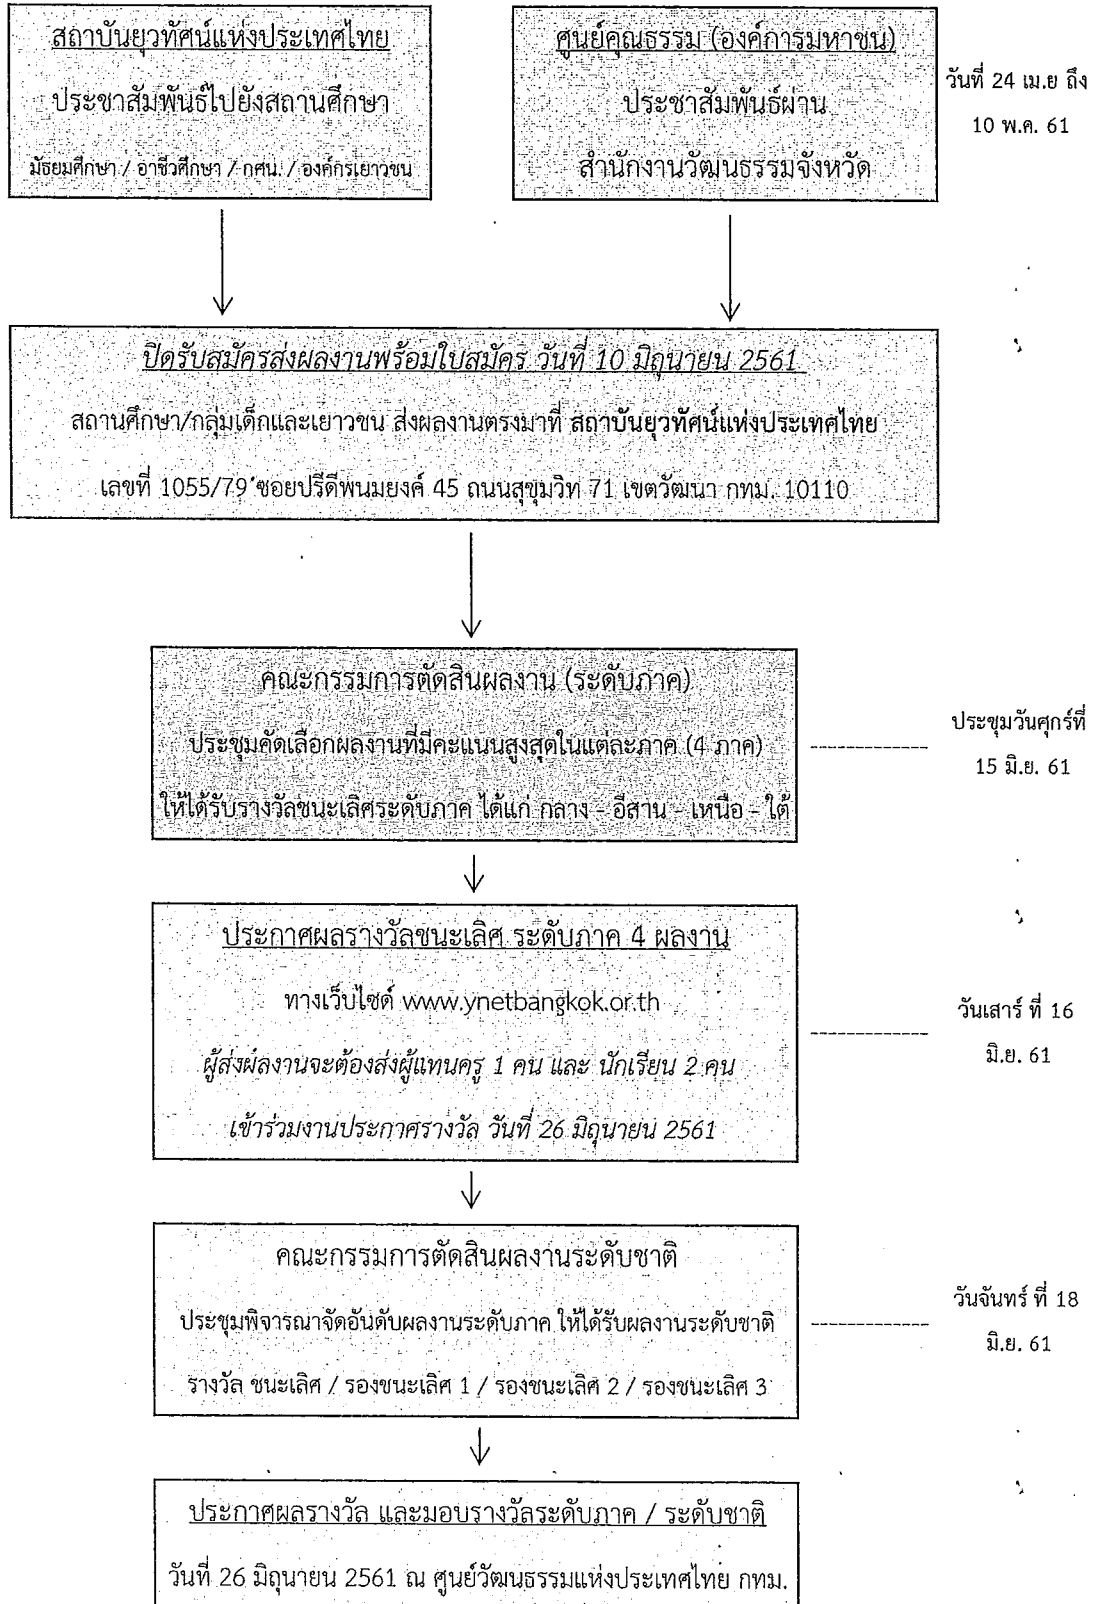 สถาบันยุวทัศน์แห่งประเทศไทย
ประชาสัมพันธ์ไปยังสถานศึกษา
มัธยมศึกษา / อาชีวศึกษา / กศน. / องค์กรเยาวชน
ศูนย์คุณธรรม (องค์การมหาชน)
ประชาสัมพันธ์ผ่าน
สำนักงานวัฒนธรรมจังหวัด
วันที่ 24 เม.ย ถึง
10 พ.ค. 61
ปิดรับสมัครส่งผลงานพร้อมใบสมัคร วันที่ 10 มิถุนายน 2561
สถานศึกษา/กลุ่มเด็กและเยาวชน ส่งผลงานตรงมาที่ สถาบันยุวทัศน์แห่งประเทศไทย
เลขที่ 1055/79 ซอยปรีดีพนมยงค์ 45 ถนนสุขุมวิท 71 เขตวัฒนา กทม. 10110
คณะกรรมการตัดสินผลงาน (ระดับภาค)
ประชุมคัดเลือกผลงานที่มีคะแนนสูงสุดในแต่ละภาค (4 ภาค)
ให้ได้รับรางวัลชนะเลิศระดับภาค ได้แก่ กลาง - อีสาน - เหนือ - ใต้
ประชุมวันศุกร์ที่
15 มิ.ย. 61
ประกาศผลรางวัลชนะเลิศ ระดับภาค 4 ผลงาน
ทางเว็บไซด์ www.ynetbangkok.or.th
ผู้ส่งผลงานจะต้องส่งผู้แทนครู 1 คน และ นักเรียน 2 คน
เข้าร่วมงานประกาศรางวัล วันที่ 26 มิถุนายน 2561
วันเสาร์ ที่ 16
มิ.ย. 61
คณะกรรมการตัดสินผลงานระดับชาติ
ประชุมพิจารณาจัดอันดับผลงานระดับภาค ให้ได้รับผลงานระดับชาติ
รางวัล ชนะเลิศ / รองชนะเลิศ 1 / รองชนะเลิศ 2 / รองชนะเลิศ 3
วันจันทร์ ที่ 18
มิ.ย. 61
ประกาศผลรางวัล และมอบรางวัลระดับภาค / ระดับชาติ
วันที่ 26 มิถุนายน 2561 ณ ศูนย์วัฒนธรรมแห่งประเทศไทย กทม.